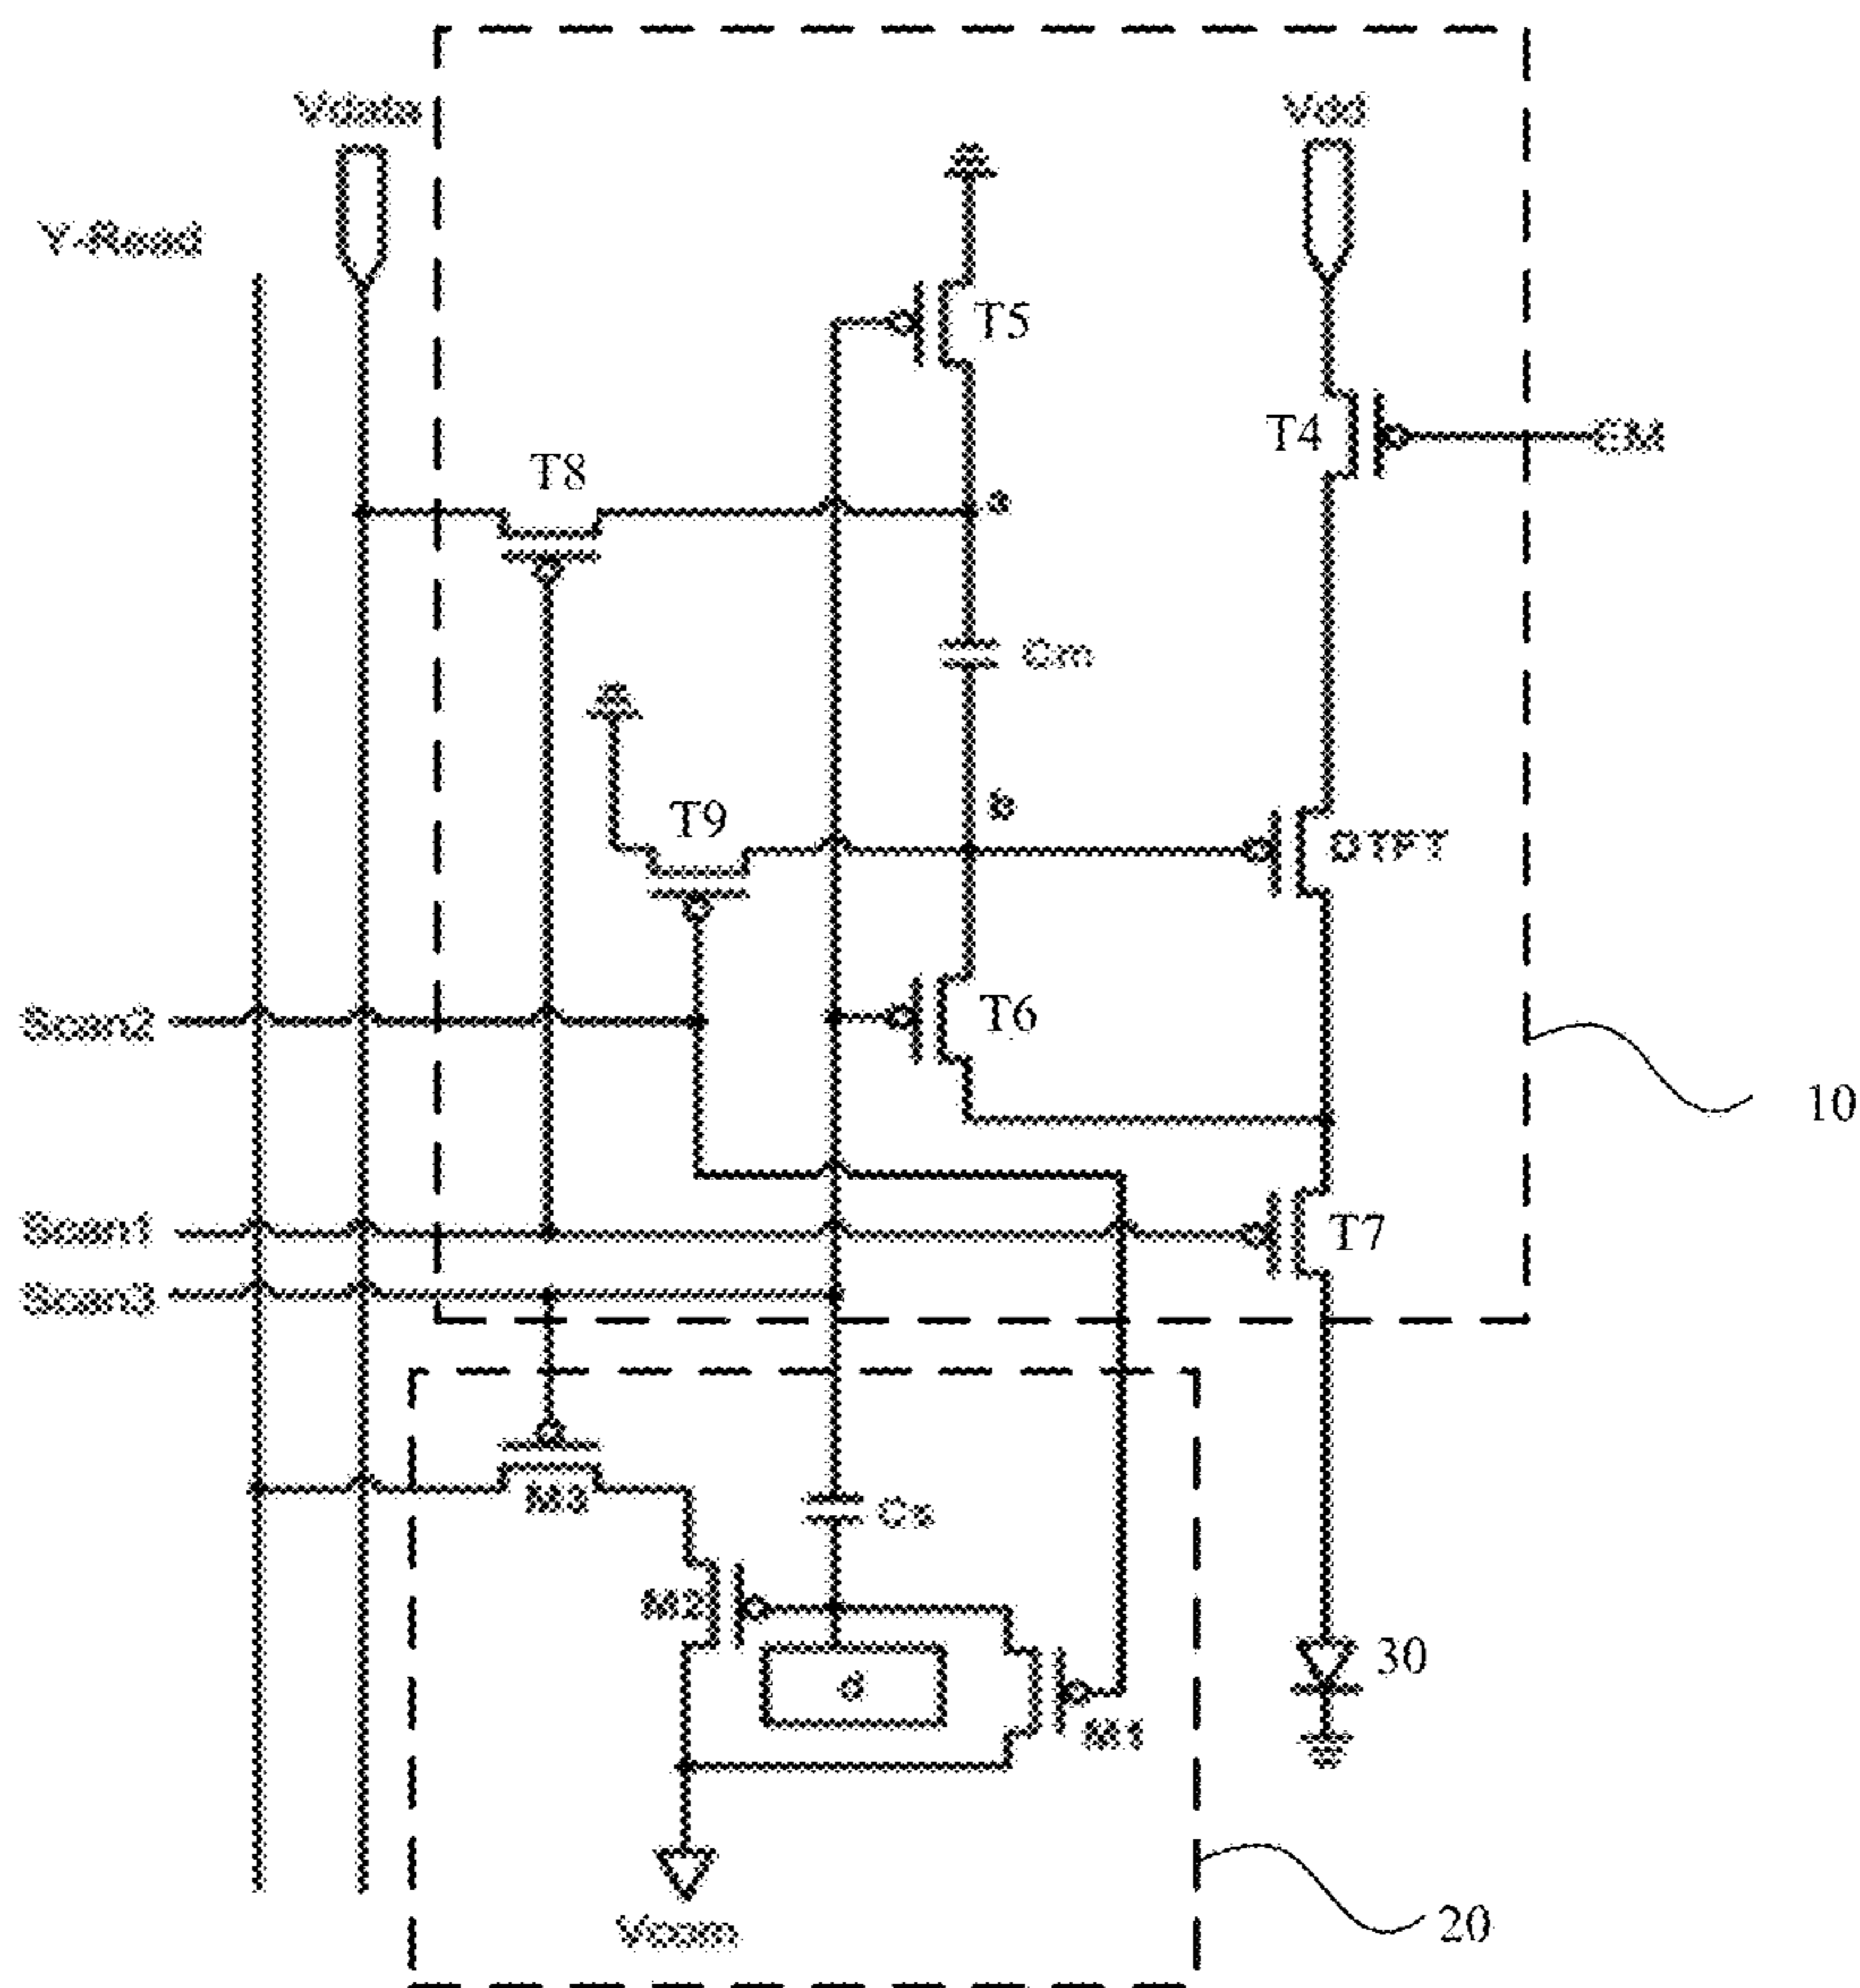 Vdata
Vdd
Y-Read
T5
T4
EM
T8
a
Cm
T9
b
DTFT
Scan2
T6
10
Scan1
T7
Scan3
M3
Cs
M2
30
d
M1
20
Vcom